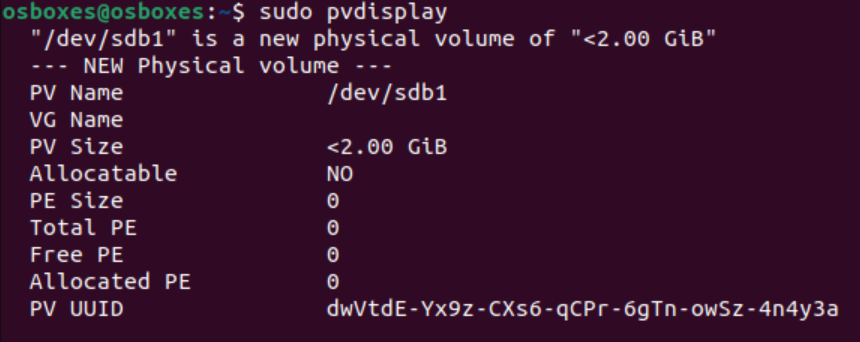 osboxes@osboxes:~$ sudo pvdisplay
"/dev/sdb1" is a new physical volume of "<2.00 GiB"
--- NEW Physical volume ---
PV Name /dev/sdb1
VG Name
PV Size <2.00 GiB
Allocatable NO
PE Size 0
Total PE 0
Free PE 0
Allocated PE 0
PV UUID dwVtdE-Yx9z-CXs6-qCPr-6gTn-owSz-4n4y3a